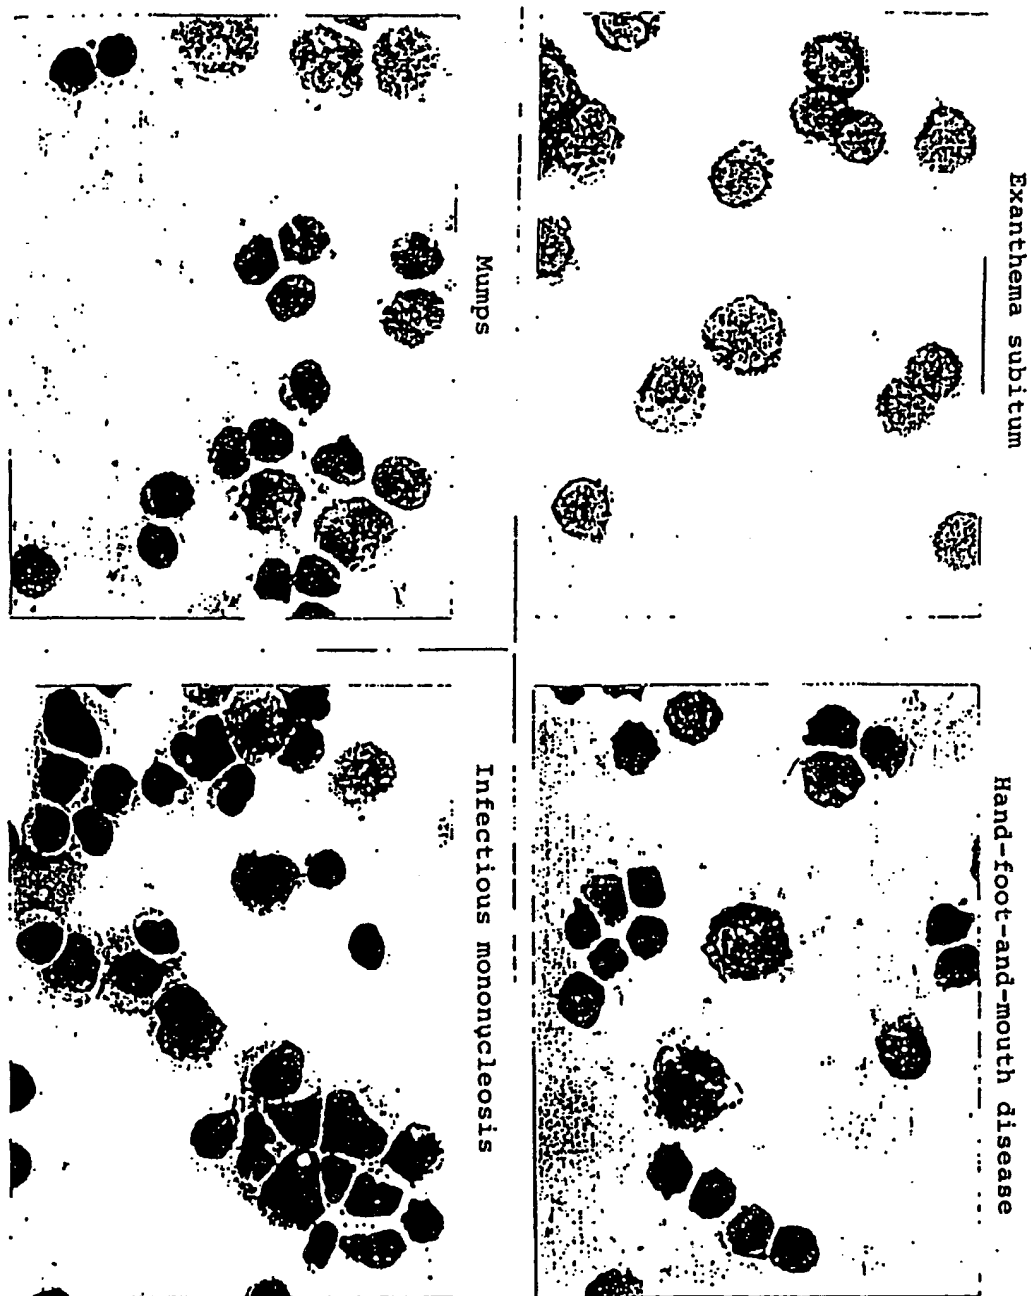 Exanthema subitum
Hand-foot-and-mouth disease
Mumps
Infectious mononucleosis